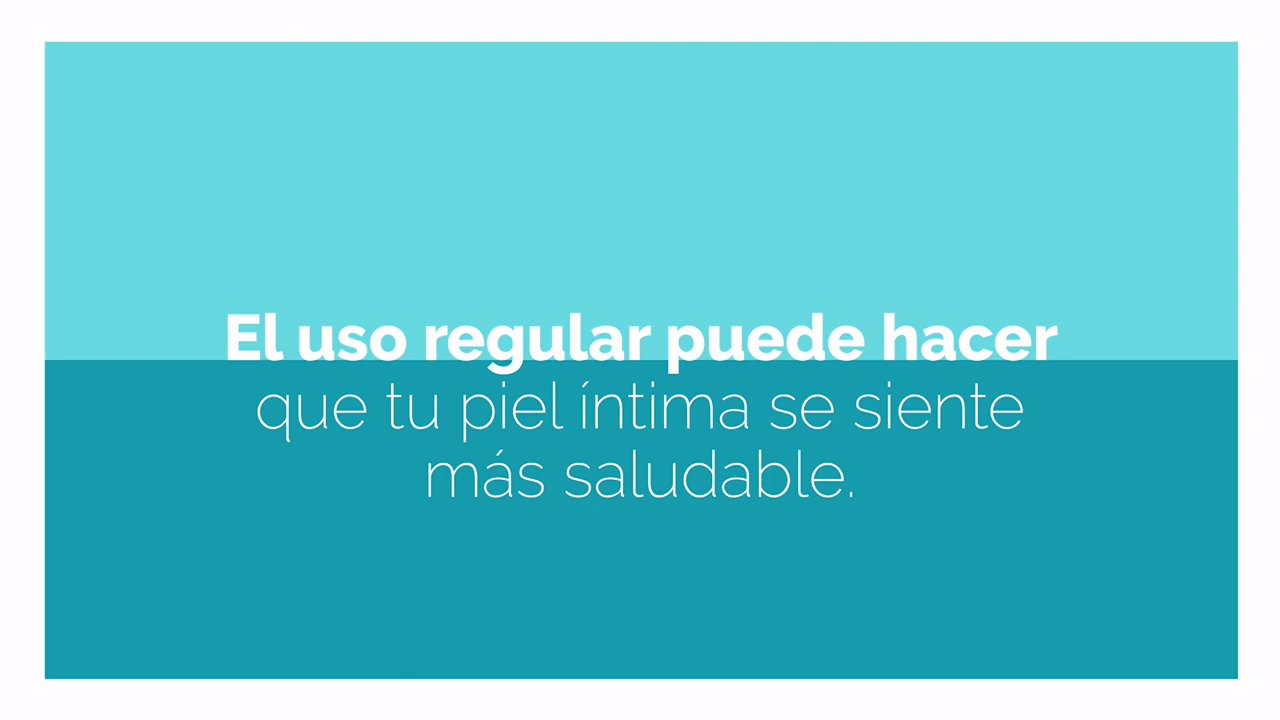 El uso regular puede hacer
que tu piel íntima se siente
más saludable.